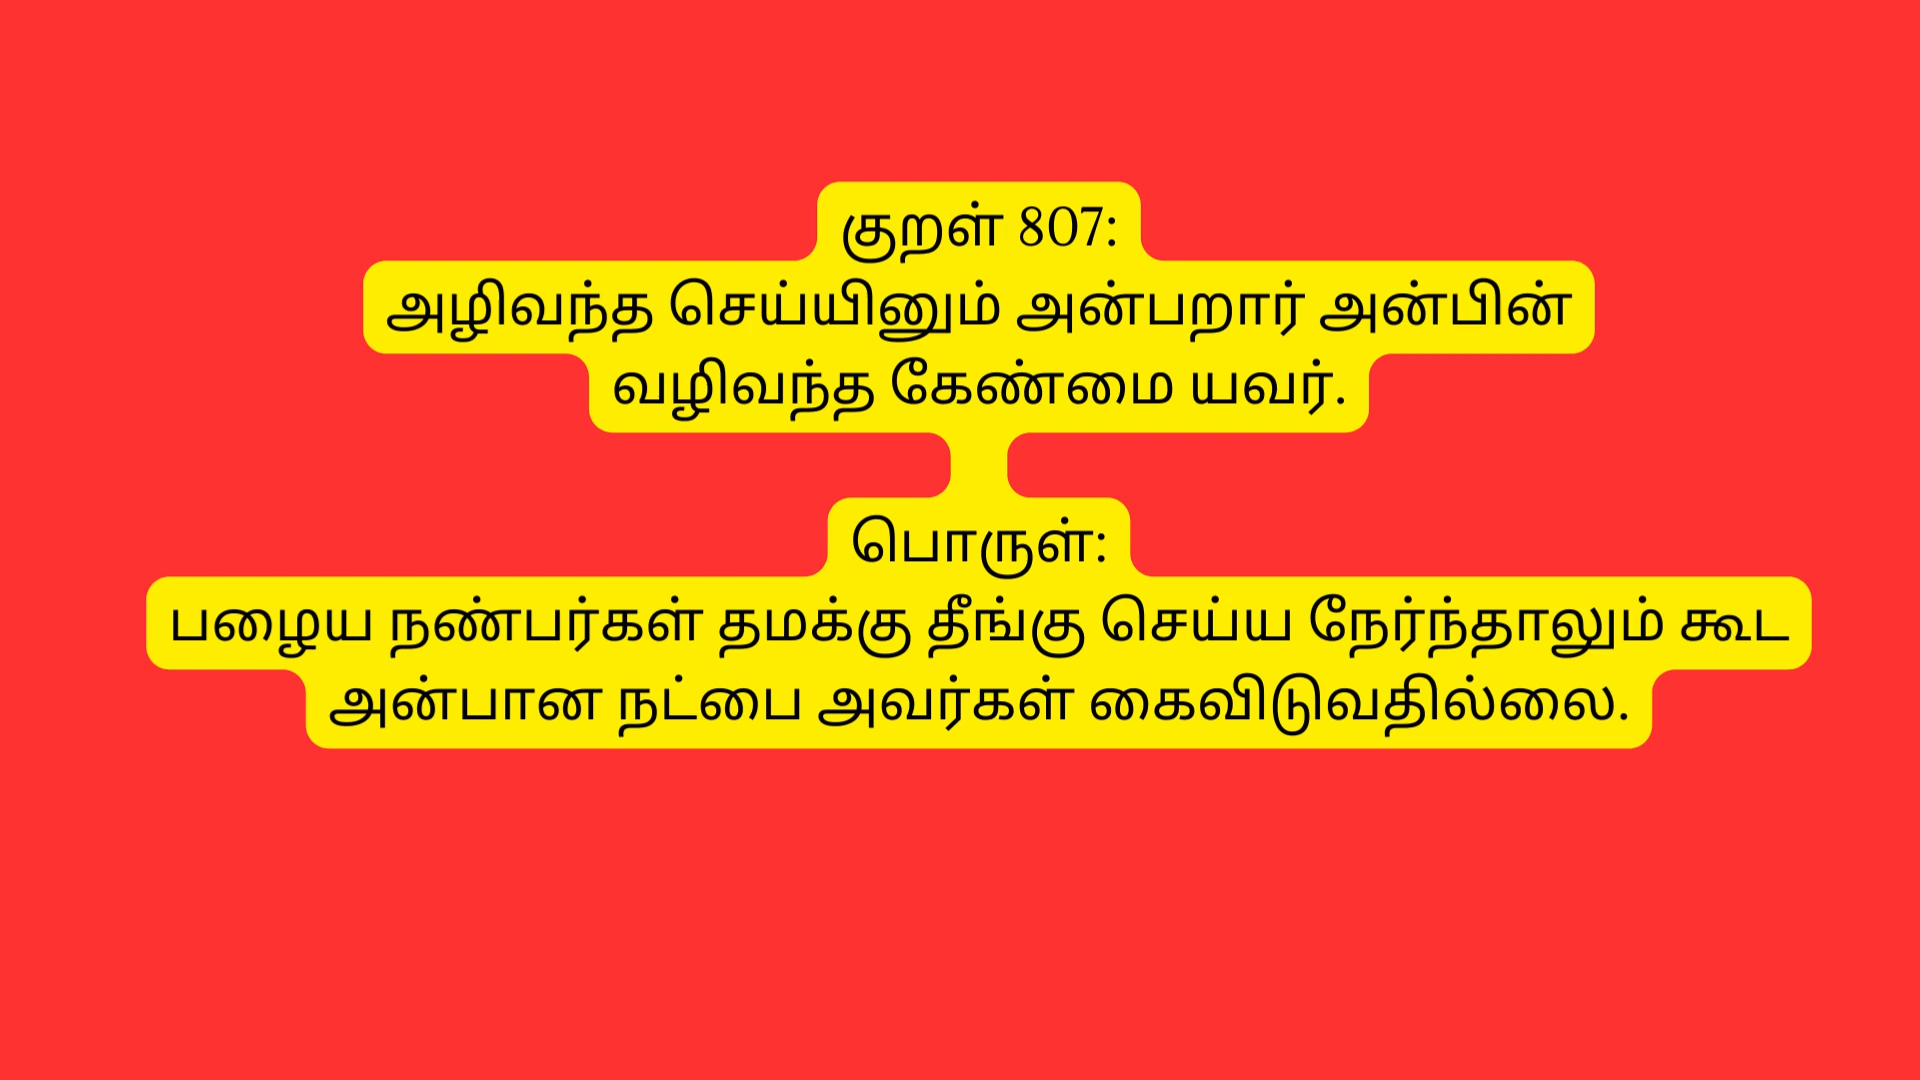 குறள் 807:
அழிவந்த செய்யினும் அன்பறார் அன்பின்
வழிவந்த கேண்மை யவர்.
பொருள்:
பழைய நண்பர்கள் தமக்கு தீங்கு செய்ய நேர்ந்தாலும் கூட
அன்பான நட்பை அவர்கள் கைவிடுவதில்லை.